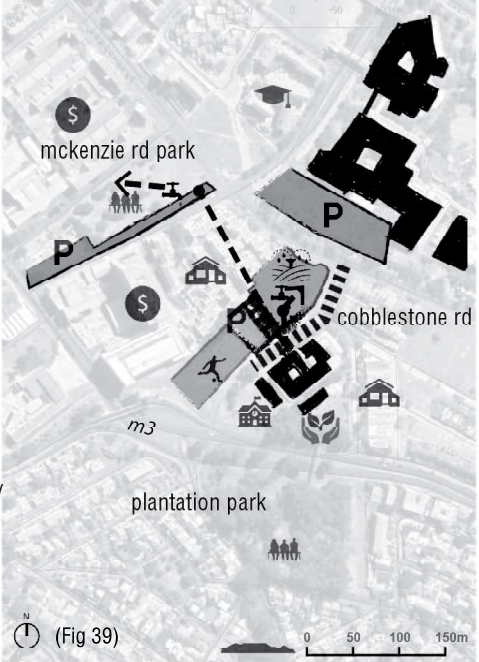 $
mckenzie rd park
P
P
$
P
cobblestone rd
m3
plantation park
N
(Fig 39)
0 50 100 150m